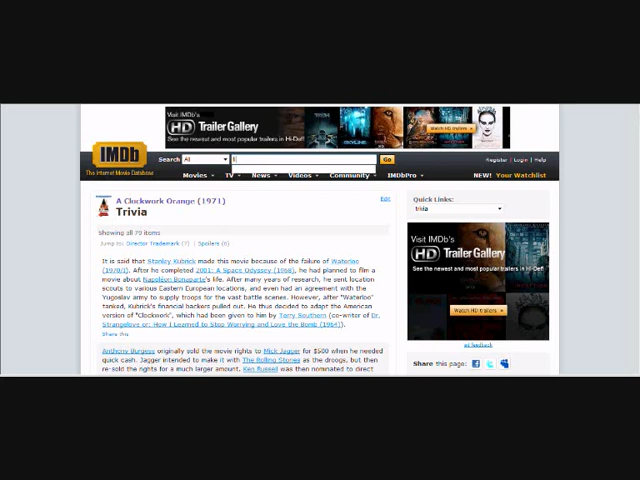 Visit IMDb's
HD Trailer Gallery
See the newest and most popular trailers in Hi-Def!
Watch HD trailers
IMDb
The Internet Movie Database
Search All Go
Register | Login | Help
Movies TV News Videos Community IMDbPro NEW! Your Watchlist
A Clockwork Orange (1971) Edit
Trivia
Showing all 79 items
Jump to: Director Trademark (7) | Spoilers (6)
It is said that Stanley Kubrick made this movie because of the failure of Waterloo
(1970/I). After he completed 2001: A Space Odyssey (1968), he had planned to film a
movie about Napoléon Bonaparte's life. After many years of research, he sent location
scouts to various Eastern European locations, and even had an agreement with the
Yugoslav army to supply troops for the vast battle scenes. However, after "Waterloo"
tanked, Kubrick's financial backers pulled out. He thus decided to adapt the American
version of "Clockwork", which had been given to him by Terry Southern (co-writer of Dr.
Strangelove or: How I Learned to Stop Worrying and Love the Bomb (1964)).
Share this
Anthony Burgess originally sold the movie rights to Mick Jagger for $500 when he needed
quick cash. Jagger intended to make it with The Rolling Stones as the droogs, but then
re-sold the rights for a much larger amount. Ken Russell was then nominated to direct
Quick Links:
trivia
Visit IMDb's
HD Trailer Gallery
See the newest and most popular trailers in Hi-Def!
Watch HD trailers
ad feedback
Share this page: